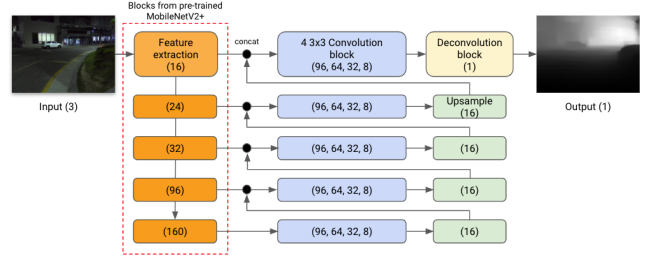 Blocks from pre-trained
MobileNetV2+
Feature
extraction
(16)
concat
4 3x3 Convolution
block
(96, 64, 32, 8)
Deconvolution
block
(1)
Input (3)
Output (1)
(24)
(96, 64, 32, 8)
Upsample
(16)
(32)
(96, 64, 32, 8)
(16)
(96)
(96, 64, 32, 8)
(16)
(160)
(96, 64, 32, 8)
(16)